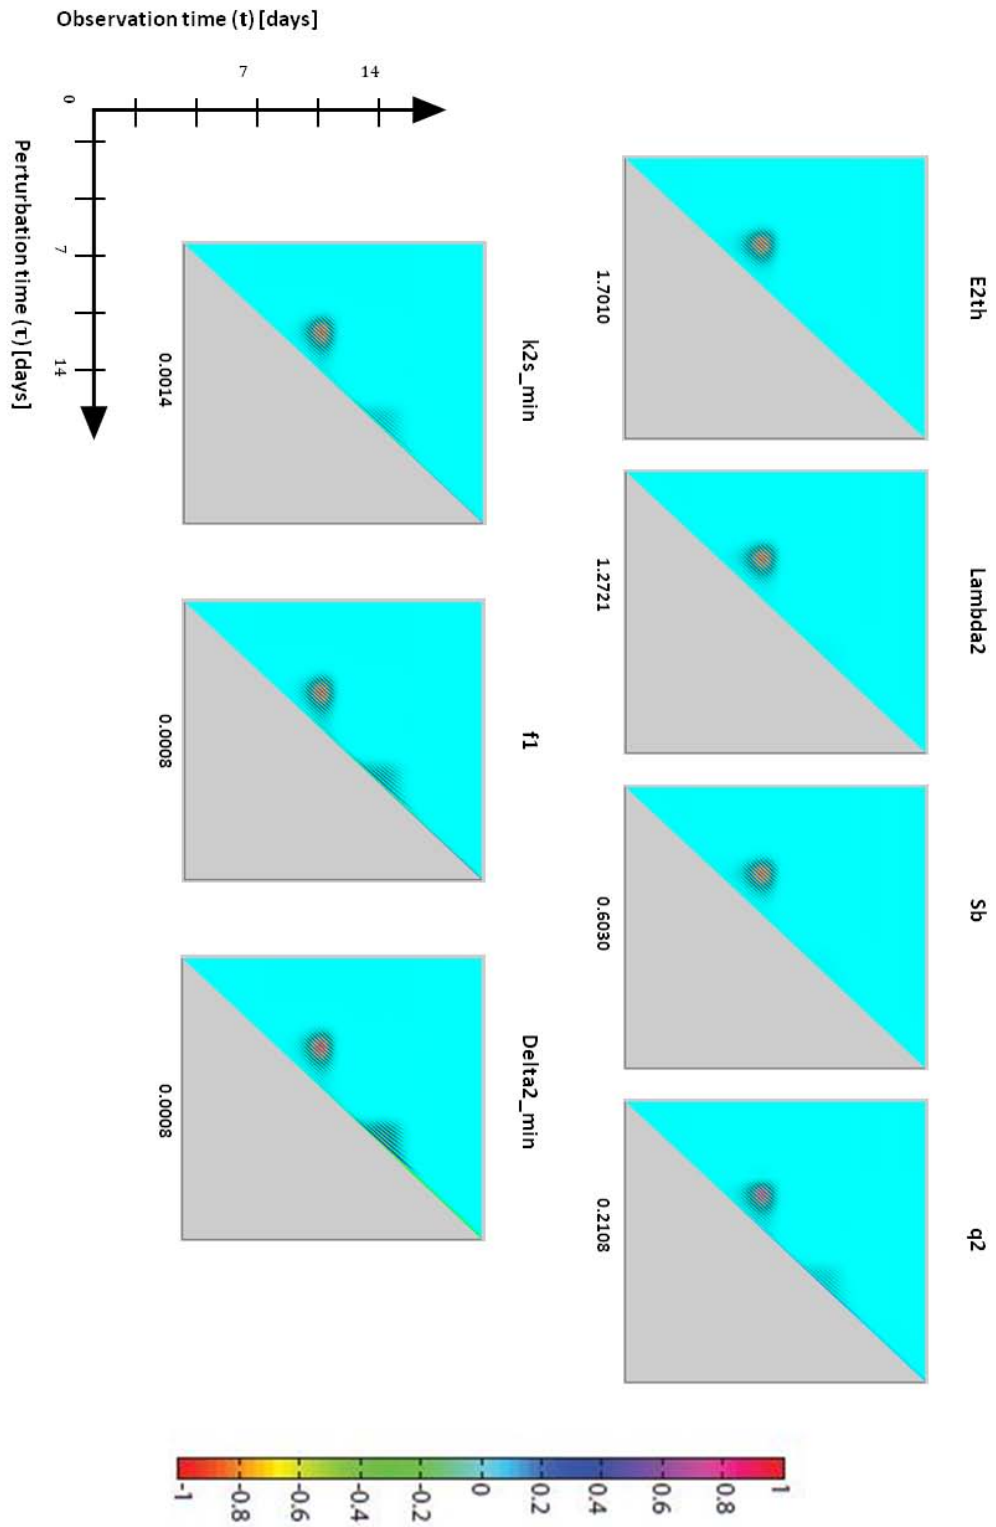 Observation time (t) [days]
7
14
0
Perturbation time (τ) [days]
7
14
E2th
1.7010
Lambda2
1.2721
Sb
0.6030
q2
0.2108
k2s_min
0.0014
f1
0.0008
Delta2_min
0.0008
-1
-0.8
-0.6
-0.4
-0.2
0
0.2
0.4
0.6
0.8
1